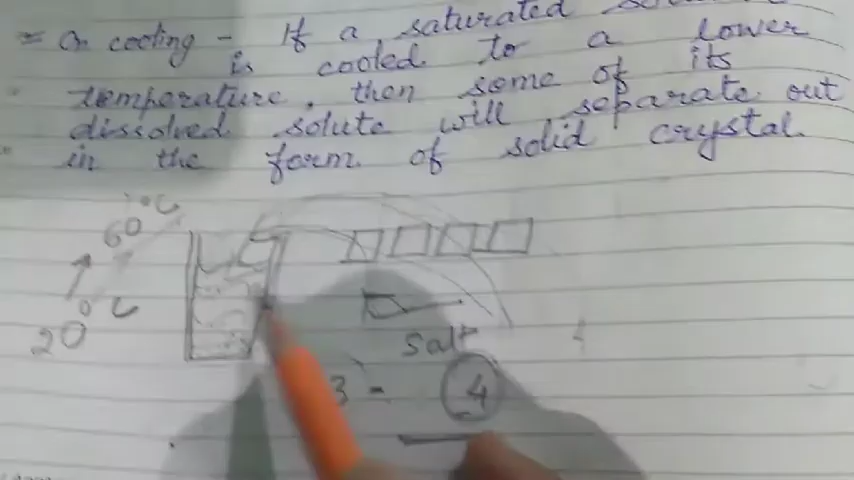 = On cooling - If a saturated
is cooled to a lower
temperature, then some of its
dissolved solute will separate out
in the form of solid crystal.
60 °C
20 °C
Salt
3 - 4